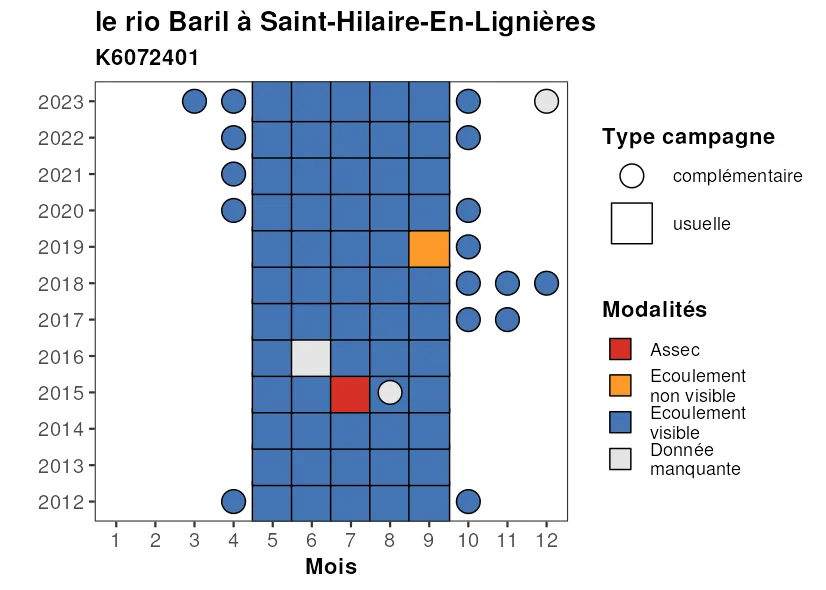 le rio Baril à Saint-Hilaire-En-Lignières
K6072401
2023
2022
2021
2020
2019
2018
2017
2016
2015
2014
2013
2012
1 2 3 4 5 6 7 8 9 10 11 12
Mois
Type campagne
complémentaire
usuelle
Modalités
Assec
Ecoulement
non visible
Ecoulement
visible
Donnée
manquante